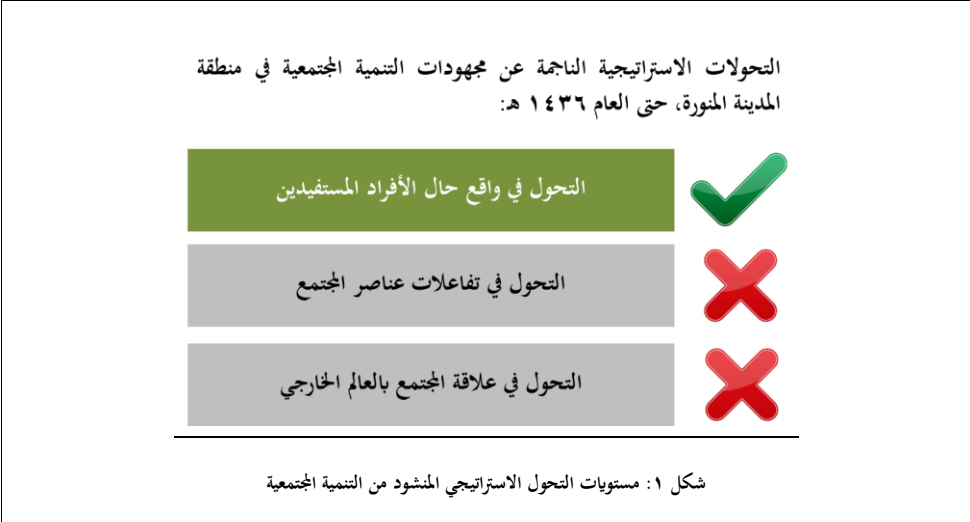 التحولات الاستراتيجية الناجمة عن مجهودات التنمية المجتمعية في منطقة
المدينة المنورة، حتى العام ١٤٣٦ هـ:
التحول في واقع حال الأفراد المستفيدين
التحول في تفاعلات عناصر المجتمع
التحول في علاقة المجتمع بالعالم الخارجي
شكل ١: مستويات التحول الاستراتيجي المنشود من التنمية المجتمعية